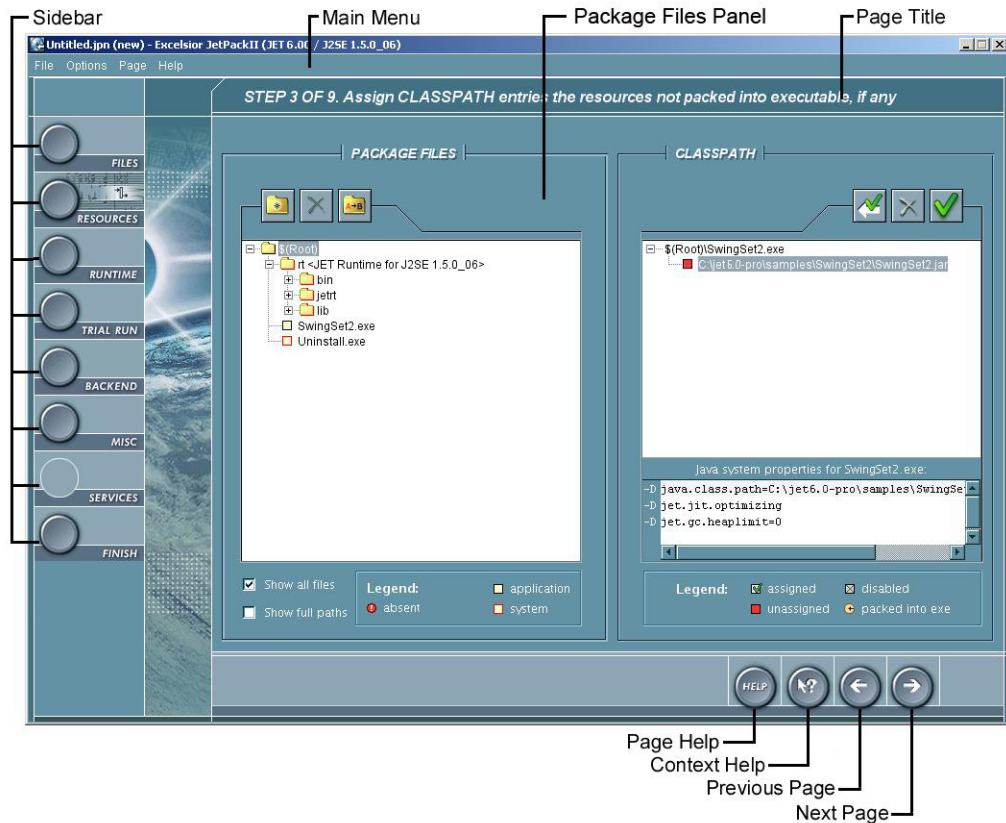 Sidebar
Main Menu
Package Files Panel
Page Title
Untitled.jpn (new) - Excelsior JetPackII (JET 6.00 / J2SE 1.5.0_06)
File Options Page Help
STEP 3 OF 9. Assign CLASSPATH entries the resources not packed into executable, if any
FILES
RESOURCES
RUNTIME
TRIAL RUN
BACKEND
MISC
SERVICES
FINISH
PACKAGE FILES
A→B
$(Root)
rt <JET Runtime for J2SE 1.5.0_06>
bin
jetrt
lib
SwingSet2.exe
Uninstall.exe
Show all files
Show full paths
Legend:
application
absent
system
CLASSPATH
$(Root)\SwingSet2.exe
C:\jet6.0-pro\samples\SwingSet2\SwingSet2.jar
Java system properties for SwingSet2.exe:
-D java.class.path=C:\jet6.0-pro\samples\SwingSe
-D jet.jit.optimizing
-D jet.gc.heaplimit=0
Legend:
assigned
disabled
unassigned
packed into exe
HELP
?
Page Help
Context Help
Previous Page
Next Page